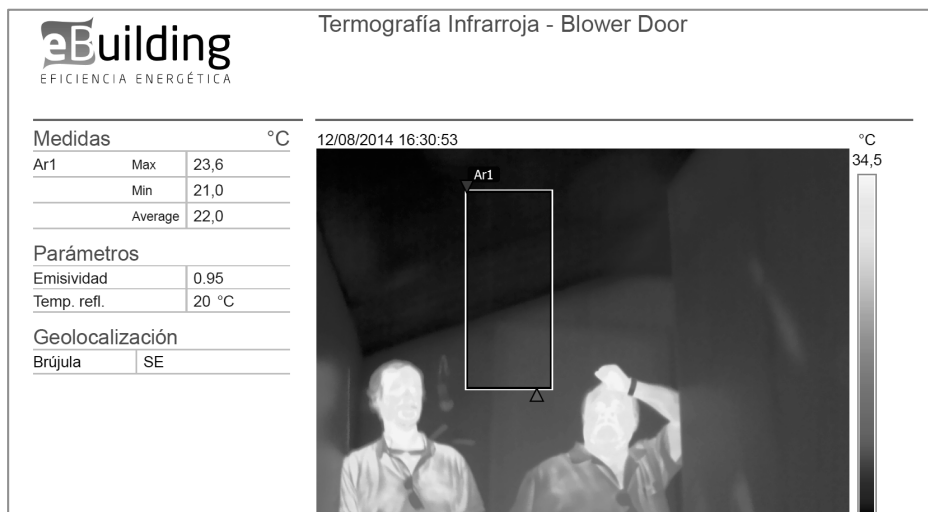 eBuilding
EFICIENCIA ENERGÉTICA
Termografía Infrarroja - Blower Door
Medidas °C
Ar1 Max 23,6
Min 21,0
Average 22,0
Parámetros
Emisividad 0.95
Temp. refl. 20 °C
Geolocalización
Brújula SE
12/08/2014 16:30:53 °C
34,5
Ar1